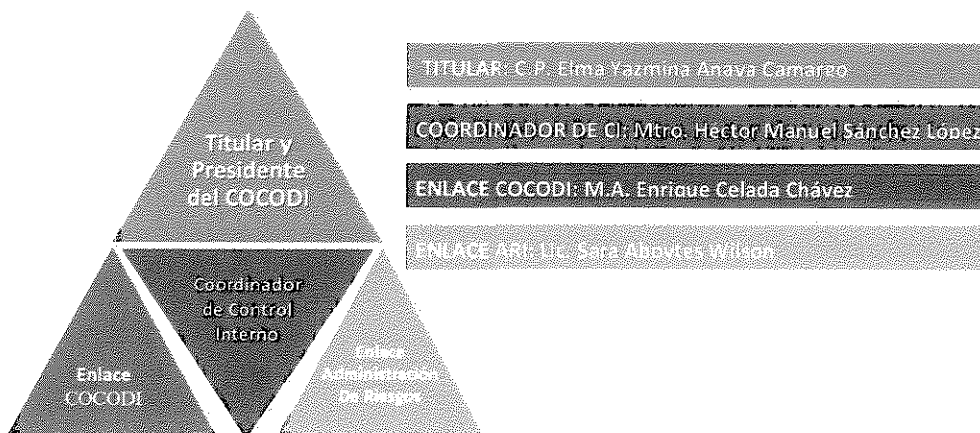 Titular y
Presidente
del COCODI
Coordinador
de Control
Interno
Enlace
COCODI
Enlace
Administración
De Riesgos
TITULAR: C.P. Elma Yazmina Anaya Camargo
COORDINADOR DE CI: Mtro. Hector Manuel Sánchez López
ENLACE COCODI: M.A. Enrique Celada Chávez
ENLACE ARI: Lic. Sara Aboytes Wilson